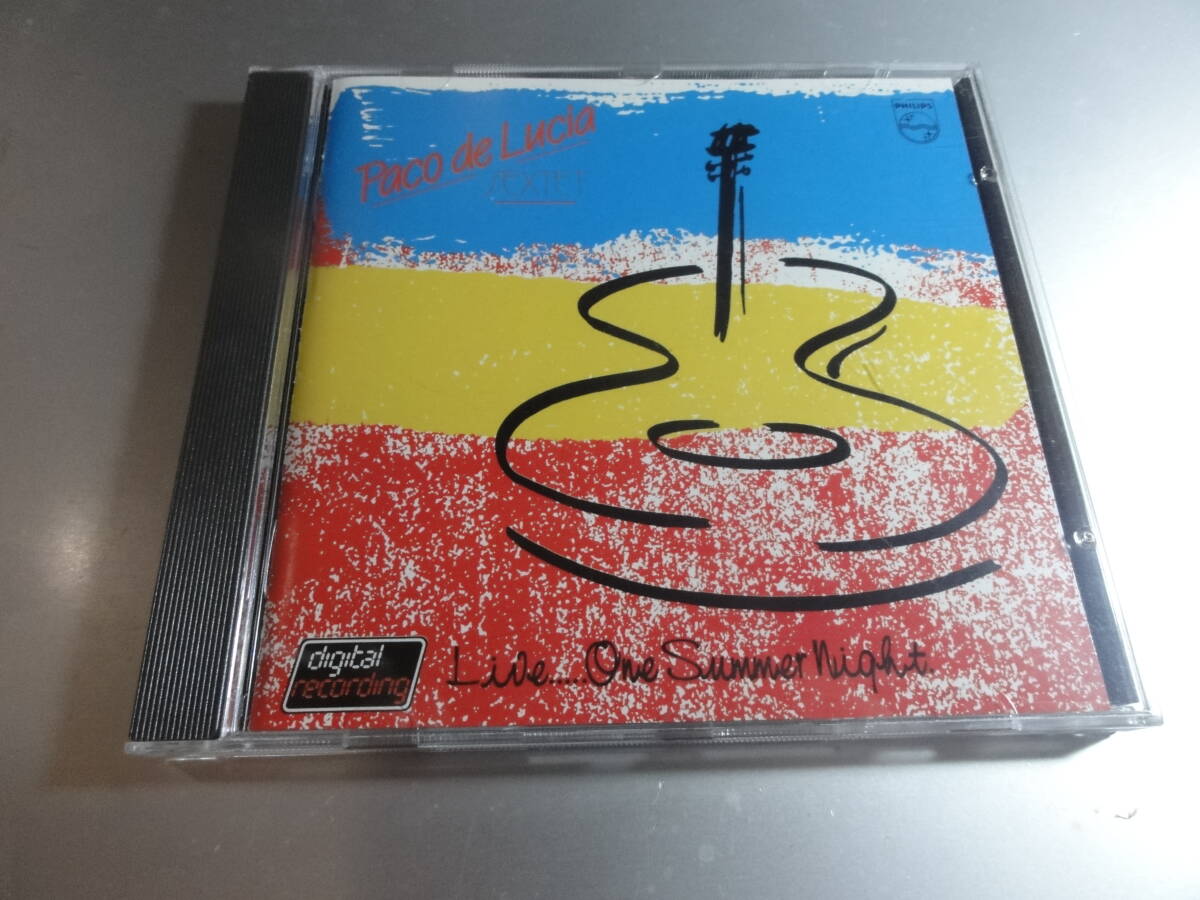 Paco de Lucia
SEXTET
PHILIPS
digital
recording
Live.....One Summer Night.